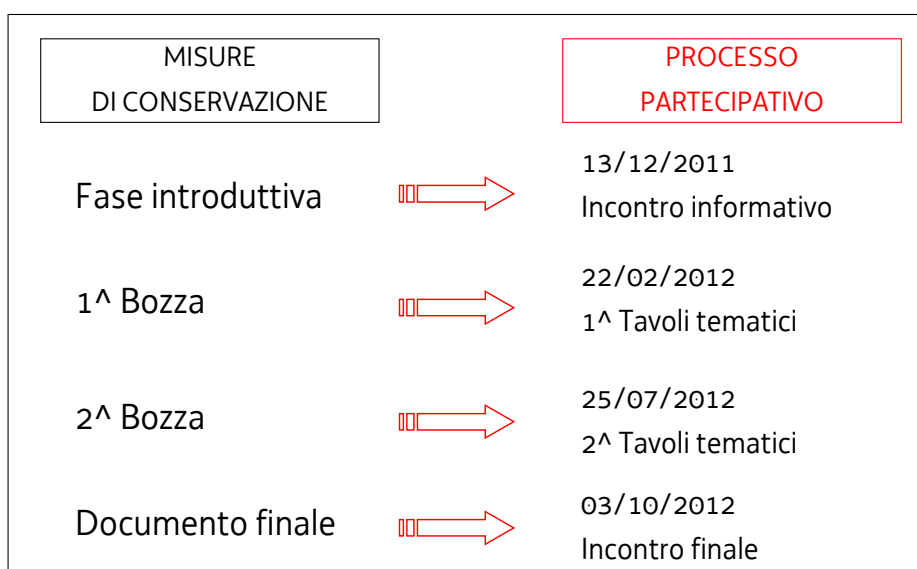 MISURE
DI CONSERVAZIONE
PROCESSO
PARTECIPATIVO
Fase introduttiva
13/12/2011
Incontro informativo
1^ Bozza
22/02/2012
1^ Tavoli tematici
2^ Bozza
25/07/2012
2^ Tavoli tematici
Documento finale
03/10/2012
Incontro finale